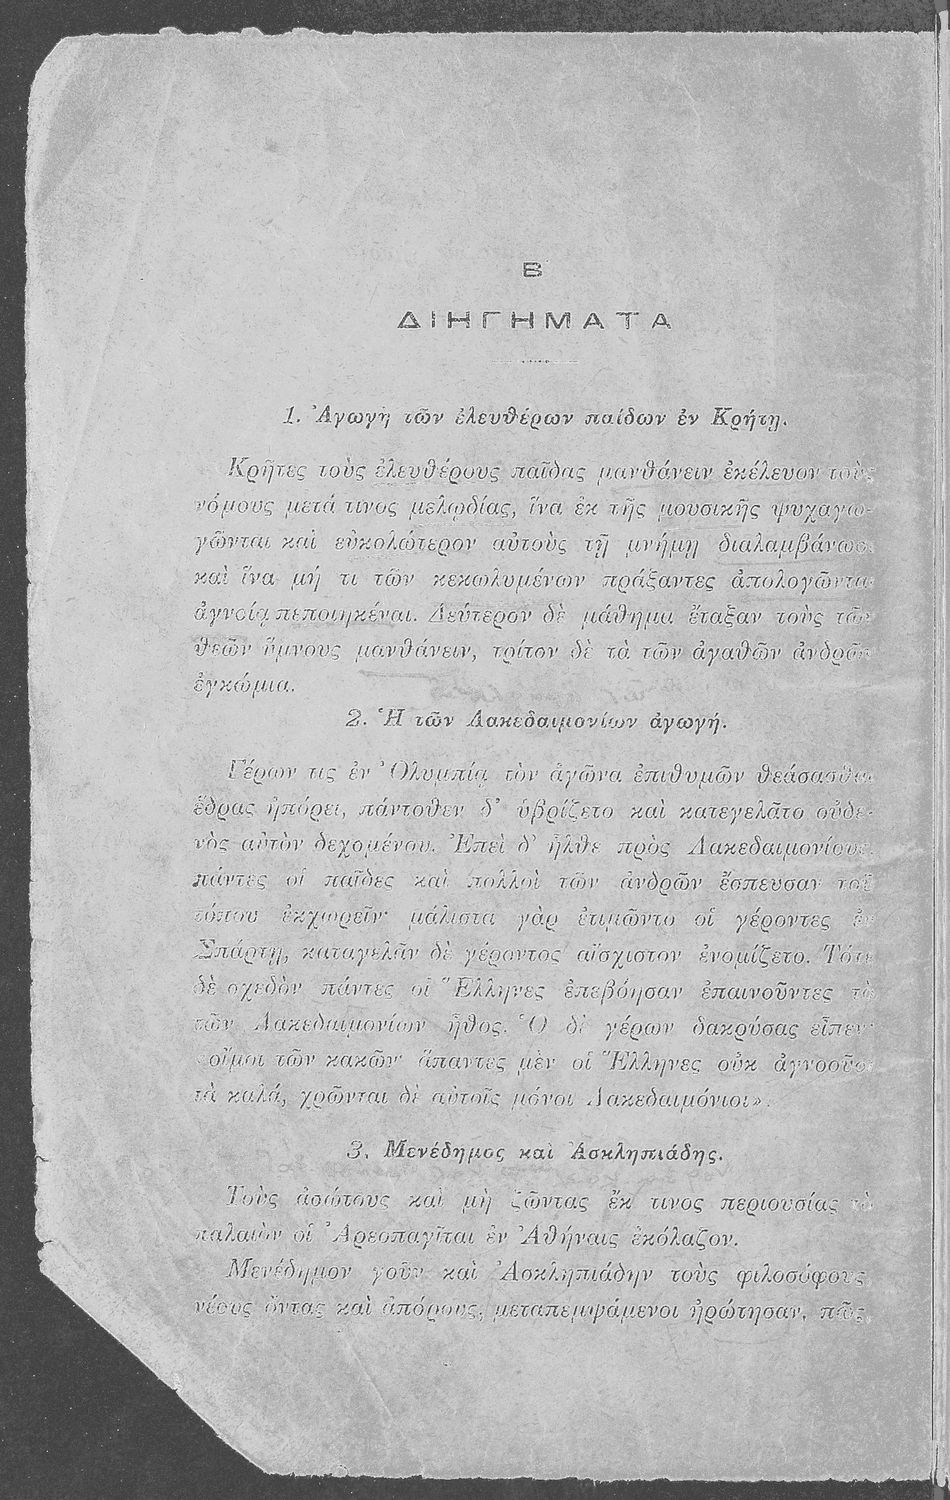 Β
ΔΙΗΓΗΜΑΤΑ
1. Ἀγωγὴ τῶν ἐλευθέρων παίδων ἐν Κρήτῃ.
Κρῆτες τοὺς ἐλευθέρους παῖδας μανθάνειν ἐκέλευον τοὺς
νόμους μετά τινος μελῳδίας, ἵνα ἐκ τῆς μουσικῆς ψυχαγω-
γῶνται καὶ εὐκολώτερον αὐτοὺς τῇ μνήμῃ διαλαμβάνωσι
καὶ ἵνα μή τι τῶν κεκωλυμένων πράξαντες ἀπολογῶνται
ἀγνοίᾳ πεποιηκέναι. Δεύτερον δὲ μάθημα ἔταξαν τοὺς τῶν
θεῶν ὕμνους μανθάνειν, τρίτον δὲ τὰ τῶν ἀγαθῶν ἀνδρῶν
ἐγκώμια.
2. Ἡ τῶν Λακεδαιμονίων ἀγωγή.
Γέρων τις ἐν Ὀλυμπίᾳ τὸν ἀγῶνα ἐπιθυμῶν θεάσασθαι
ἕδρας ἠπόρει, πάντοθεν δ' ὑβρίζετο καὶ κατεγελᾶτο οὐδε-
νὸς αὐτὸν δεχομένου. Ἐπεὶ δ' ἦλθε πρὸς Λακεδαιμονίους,
πάντες οἱ παῖδες καὶ πολλοὶ τῶν ἀνδρῶν ἔσπευσαν τοῦ
τόπου ἐκχωρεῖν· μάλιστα γὰρ ἐτιμῶντο οἱ γέροντες ἐν
Σπάρτῃ, καταγελᾶν δὲ γέροντος αἴσχιστον ἐνομίζετο. Τότε
δὲ σχεδὸν πάντες οἱ Ἕλληνες ἐπεβόησαν ἐπαινοῦντες τὸ
τῶν Λακεδαιμονίων ἦθος. Ὁ δὲ γέρων δακρύσας εἶπεν·
«οἴμοι τῶν κακῶν· ἅπαντες μὲν οἱ Ἕλληνες οὐκ ἀγνοοῦσι
τὰ καλά, χρῶνται δὲ αὐτοῖς μόνοι Λακεδαιμόνιοι».
3. Μενέδημος καὶ Ἀσκληπιάδης.
Τοὺς ἀσώτους καὶ μὴ ζῶντας ἔκ τινος περιουσίας τὸ
παλαιὸν οἱ Ἀρεοπαγῖται ἐν Ἀθήναις ἐκόλαζον.
Μενέδημον γοῦν καὶ Ἀσκληπιάδην τοὺς φιλοσόφους
νέους ὄντας καὶ ἀπόρους, μεταπεμψάμενοι ἠρώτησαν, πῶς,